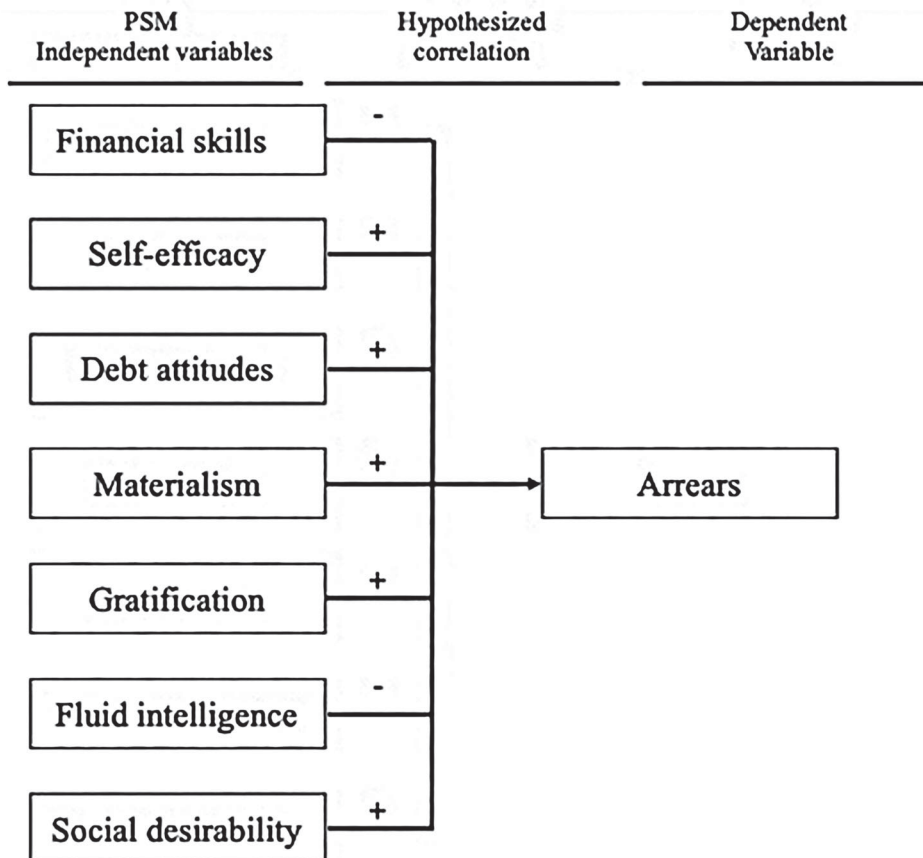 PSM
Independent variables
Hypothesized
correlation
Dependent
Variable
Financial skills
-
Self-efficacy
+
Debt attitudes
+
Materialism
+
Arrears
Gratification
+
Fluid intelligence
-
Social desirability
+